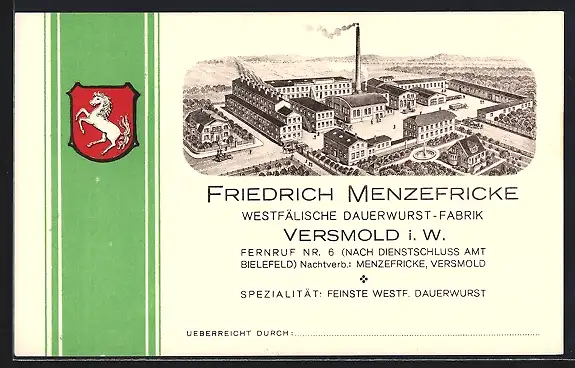 FRIEDRICH MENZEFRICKE
WESTFÄLISCHE DAUERWURST-FABRIK
VERSMOLD i. W.
FERNRUF NR. 6 (NACH DIENSTSCHLUSS AMT
BIELEFELD) Nachtverb.: MENZEFRICKE, VERSMOLD
SPEZIALITÄT: FEINSTE WESTF. DAUERWURST
UEBERREICHT DURCH: